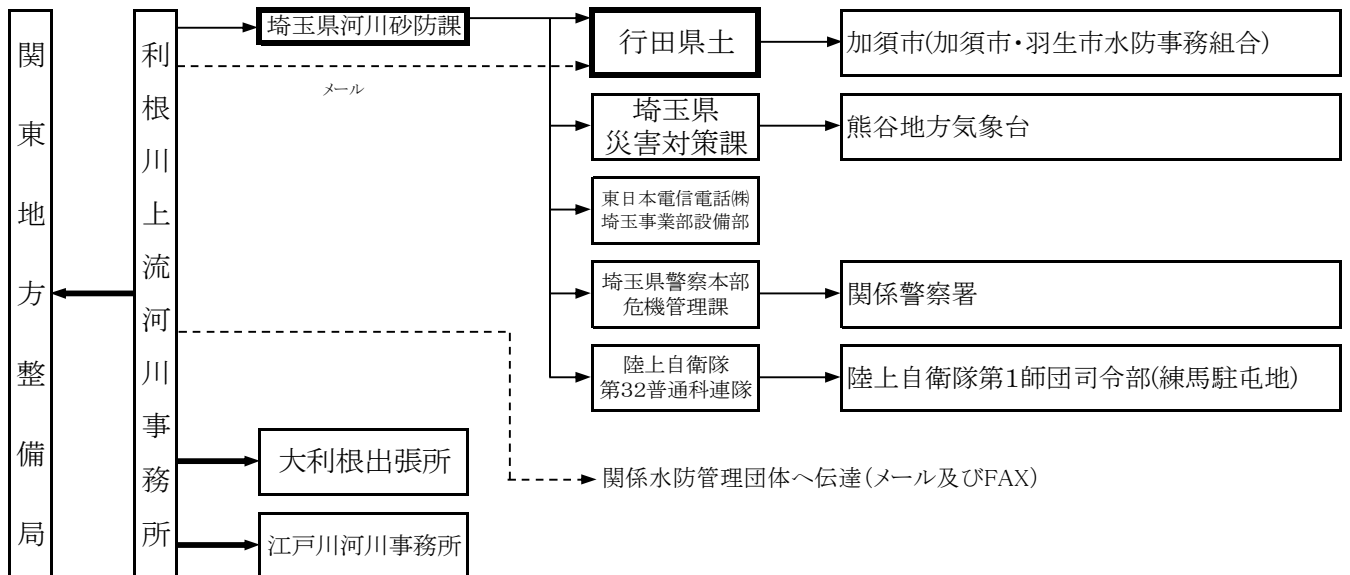 関東地方整備局
利根川上流河川事務所
埼玉県河川砂防課
メール
行田県土
加須市(加須市・羽生市水防事務組合)
埼玉県
災害対策課
熊谷地方気象台
東日本電信電話㈱
埼玉事業部設備部
埼玉県警察本部
危機管理課
関係警察署
陸上自衛隊
第32普通科連隊
陸上自衛隊第1師団司令部(練馬駐屯地)
大利根出張所
関係水防管理団体へ伝達(メール及びFAX)
江戸川河川事務所